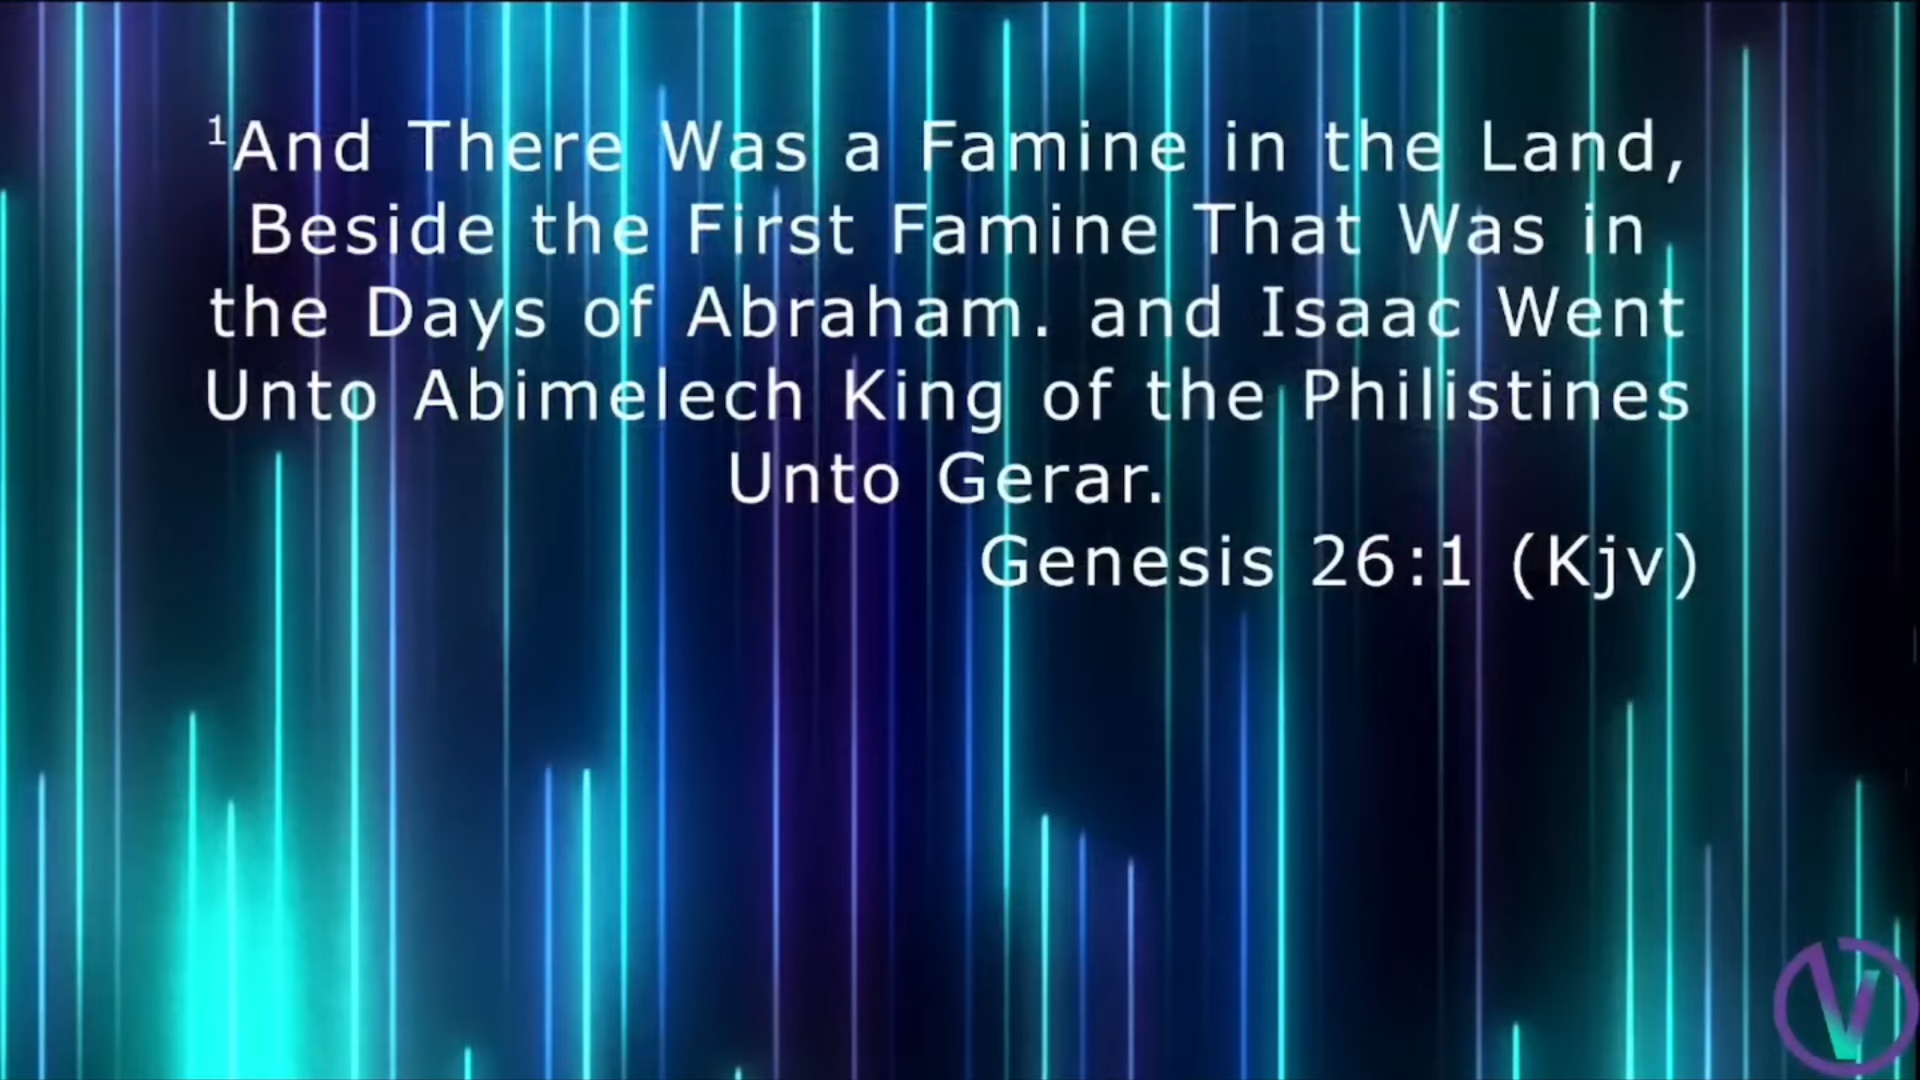 ¹And There Was a Famine in the Land,
Beside the First Famine That Was in
the Days of Abraham. and Isaac Went
Unto Abimelech King of the Philistines
Unto Gerar.
Genesis 26:1 (Kjv)
V